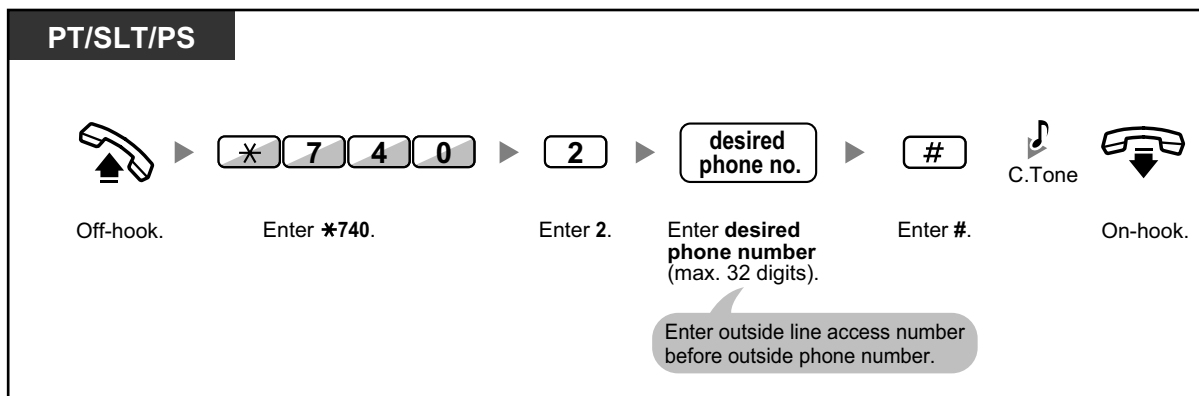 PT/SLT/PS
* 7 4 0
2
desired
phone no.
#
C.Tone
Off-hook.
Enter *740.
Enter 2.
Enter desired
phone number
(max. 32 digits).
Enter #.
On-hook.
Enter outside line access number
before outside phone number.